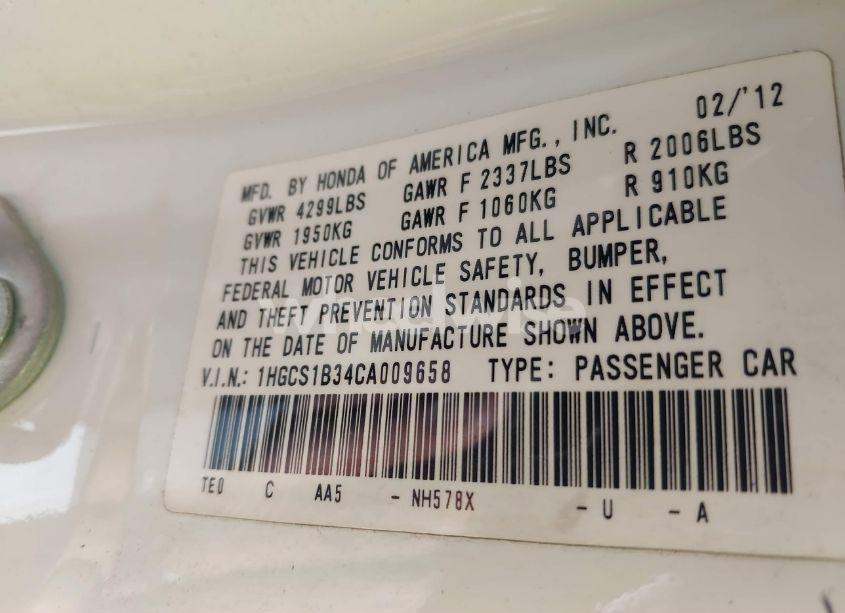 02/'12
MFD. BY HONDA OF AMERICA MFG., INC.
GVWR 4299LBS GAWR F 2337LBS R 2006LBS
GVWR 1950KG GAWR F 1060KG R 910KG
THIS VEHICLE CONFORMS TO ALL APPLICABLE
FEDERAL MOTOR VEHICLE SAFETY, BUMPER,
AND THEFT PREVENTION STANDARDS IN EFFECT
ON THE DATE OF MANUFACTURE SHOWN ABOVE.
V.I.N.: 1HGCS1B34CA009658 TYPE: PASSENGER CAR
TE0 C AA5 - NH578X - U - A